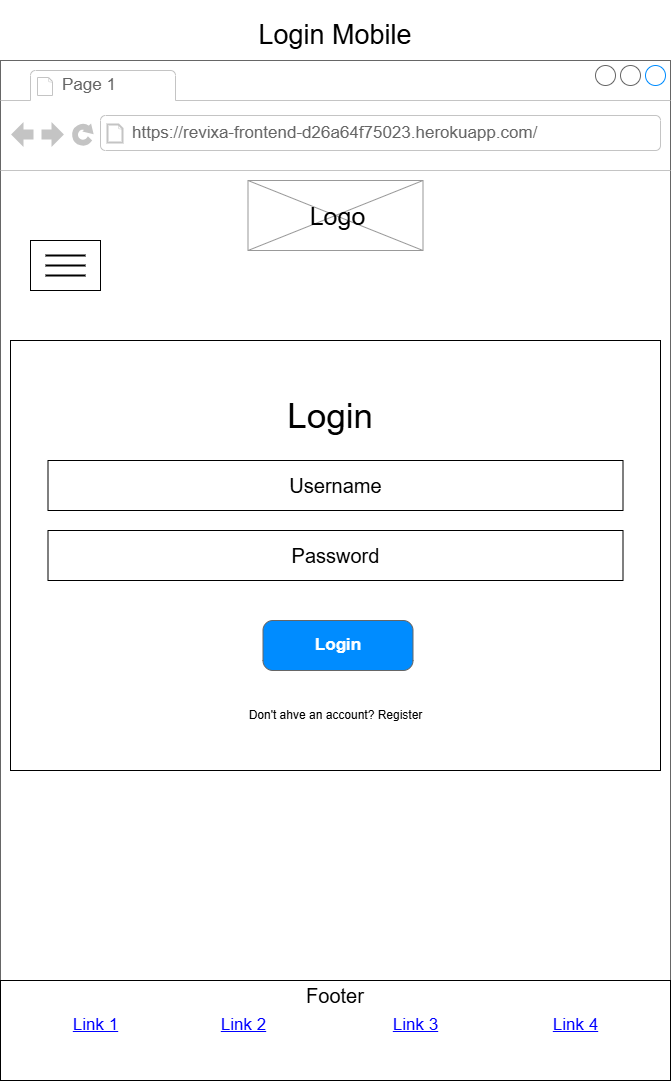 Login Mobile
Page 1
https://revixa-frontend-d26a64f75023.herokuapp.com/
Logo
Login
Username
Password
Login
Don't ahve an account? Register
Footer
Link 1 Link 2 Link 3 Link 4